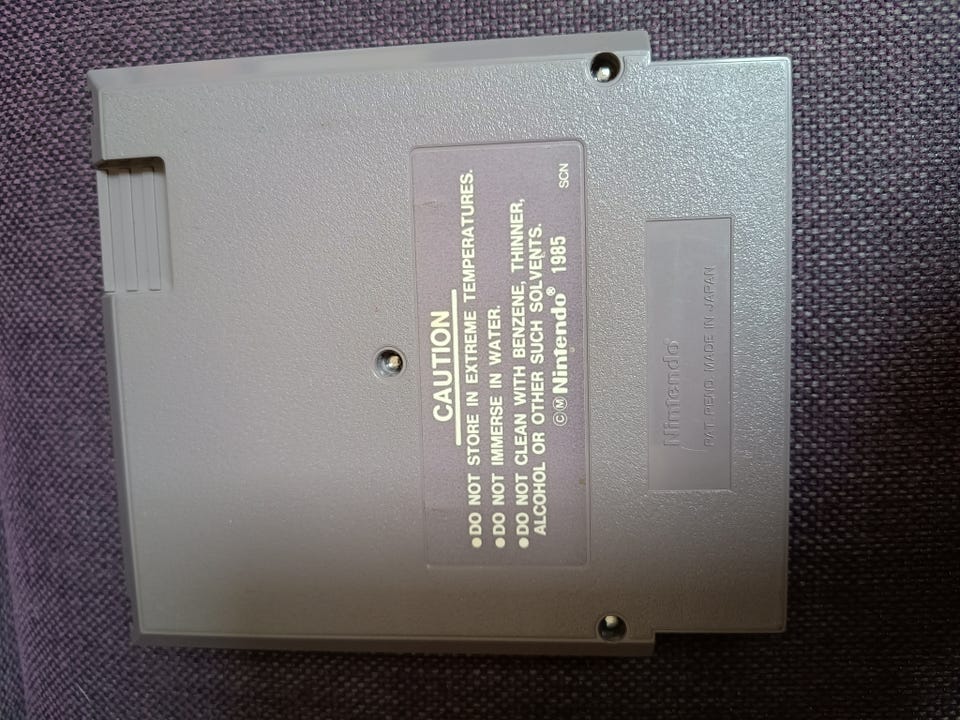 CAUTION
●DO NOT STORE IN EXTREME TEMPERATURES.
●DO NOT IMMERSE IN WATER.
●DO NOT CLEAN WITH BENZENE, THINNER,
ALCOHOL OR OTHER SUCH SOLVENTS.
©Ⓜ Nintendo® 1985
SCN
Nintendo®
PAT. PEND. MADE IN JAPAN